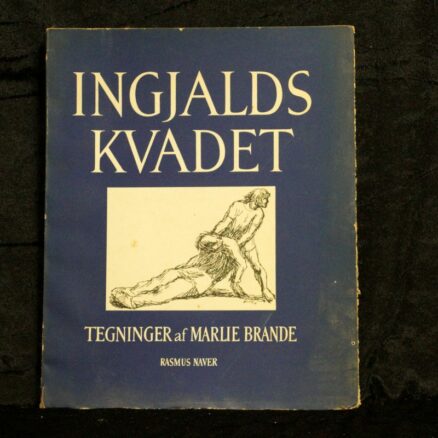 INGJALDS
KVADET
TEGNINGER af MARLIE BRANDE
RASMUS NAVER